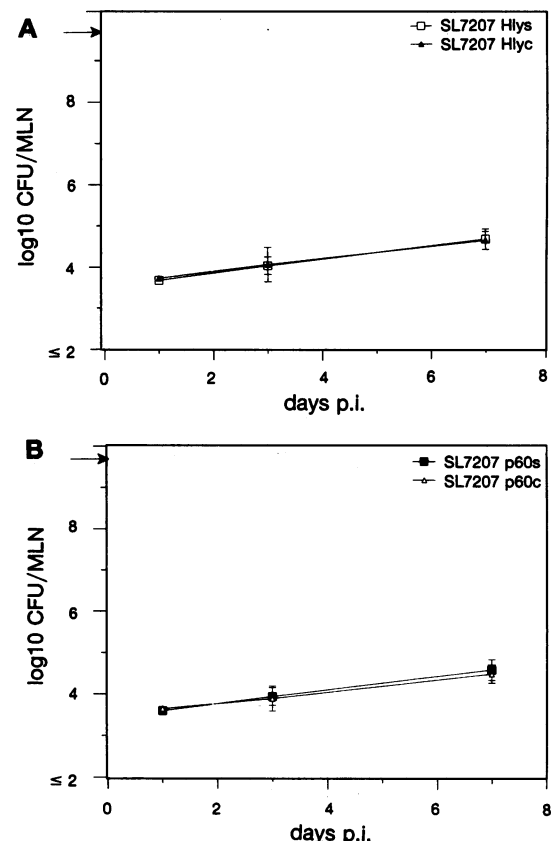 A
SL7207 Hlys
SL7207 Hlyc
log10 CFU/MLN
8
6
4
≤ 2
0 2 4 6 8
days p.i.
B
SL7207 p60s
SL7207 p60c
log10 CFU/MLN
8
6
4
≤ 2
0 2 4 6 8
days p.i.